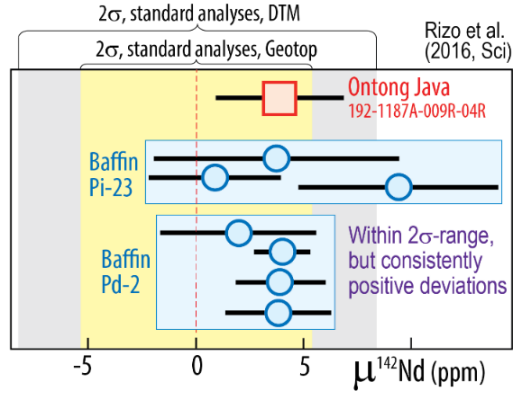 2σ, standard analyses, DTM
2σ, standard analyses, Geotop
Rizo et al.
(2016, Sci)
Ontong Java
192-1187A-009R-04R
Baffin
Pi-23
Baffin
Pd-2
Within 2σ-range,
but consistently
positive deviations
-5 0 5
μ¹⁴²Nd (ppm)